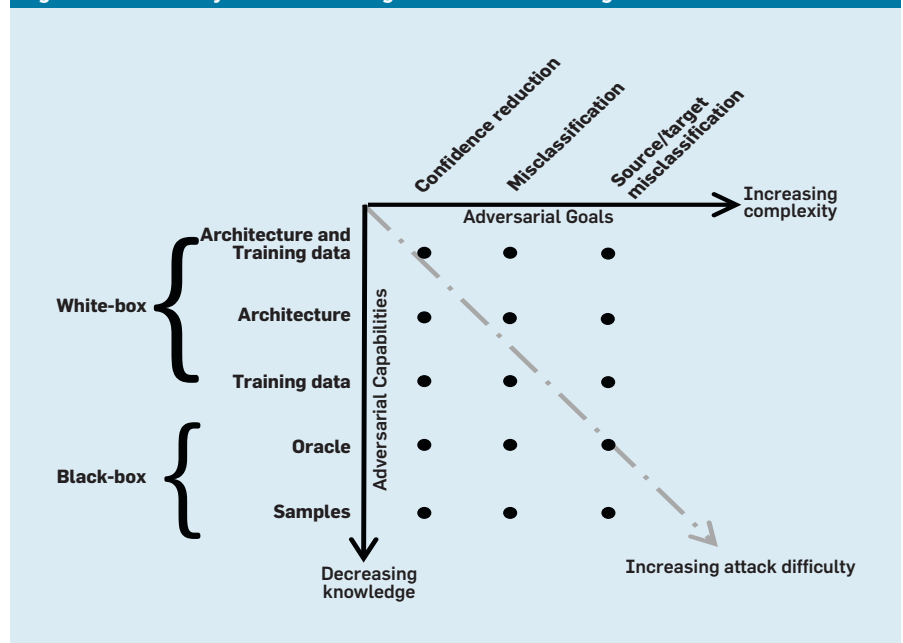 Confidence reduction
Misclassification
Source/target
misclassification
Increasing
complexity
Adversarial Goals
Architecture and
Training data
White-box
Architecture
Training data
Adversarial Capabilities
Oracle
Black-box
Samples
Decreasing
knowledge
Increasing attack difficulty